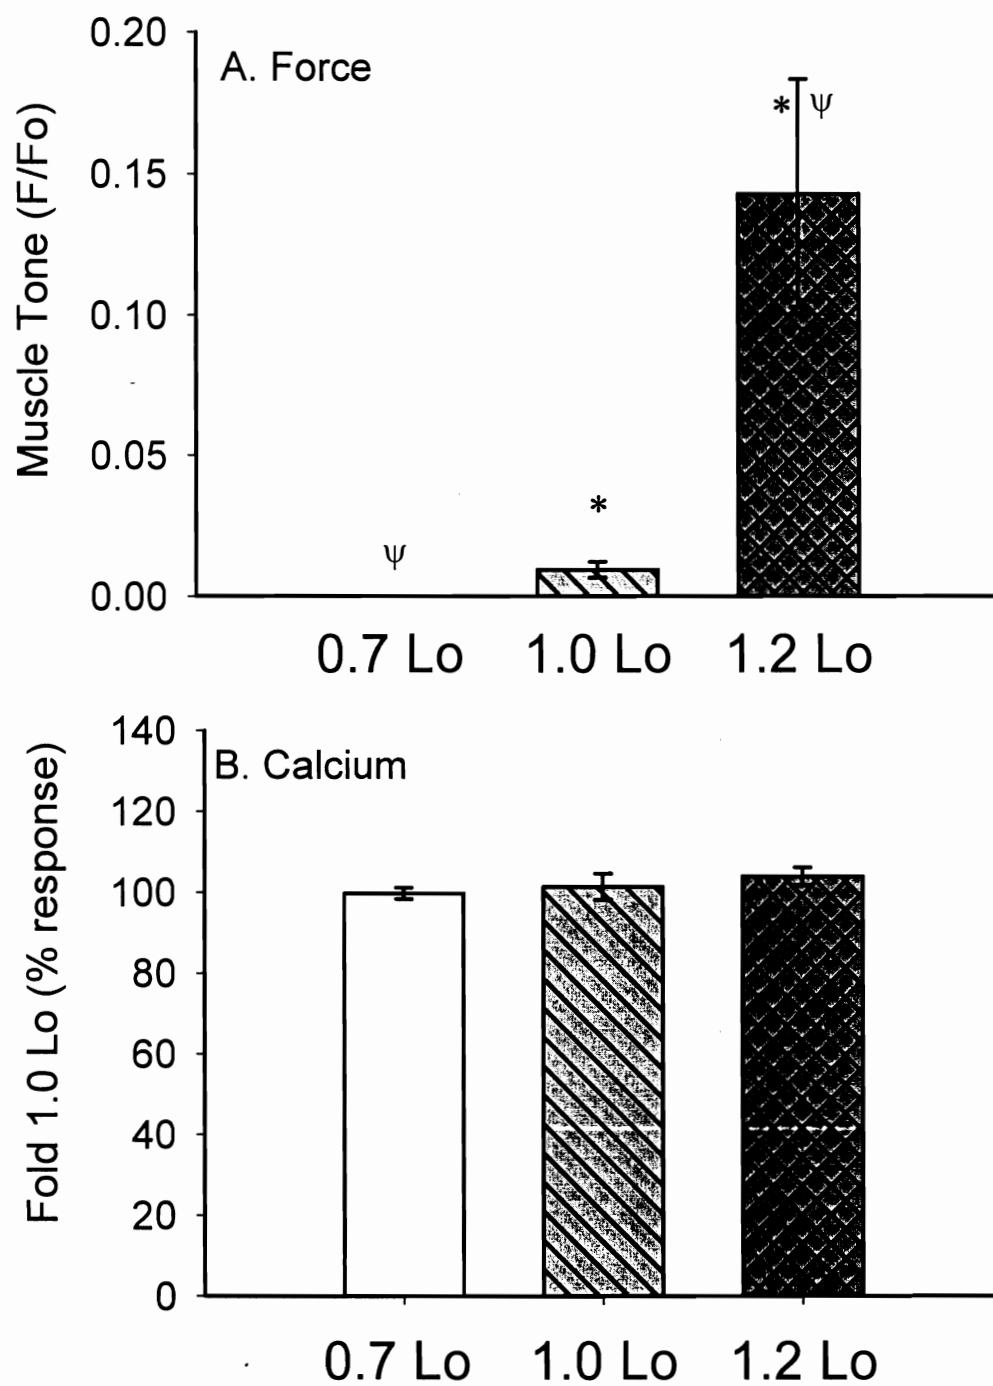 A. Force
Muscle Tone (F/Fo)
0.20
0.15
0.10
0.05
0.00
* ψ
*
ψ
0.7 Lo 1.0 Lo 1.2 Lo
B. Calcium
Fold 1.0 Lo (% response)
140
120
100
80
60
40
20
0
0.7 Lo 1.0 Lo 1.2 Lo